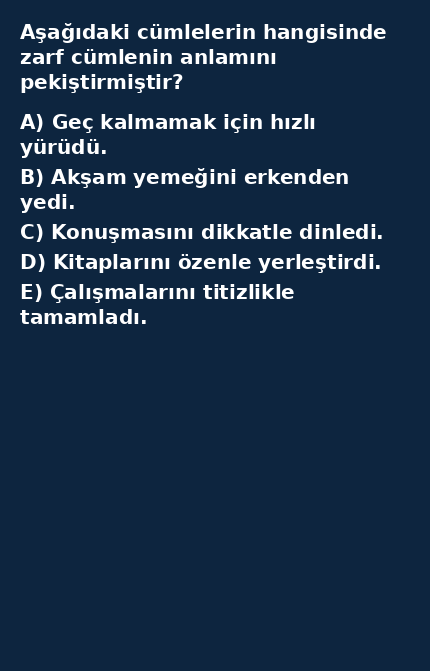 Aşağıdaki cümlelerin hangisinde
zarf cümlenin anlamını
pekiştirmiştir?
A) Geç kalmamak için hızlı
yürüdü.
B) Akşam yemeğini erkenden
yedi.
C) Konuşmasını dikkatle dinledi.
D) Kitaplarını özenle yerleştirdi.
E) Çalışmalarını titizlikle
tamamladı.